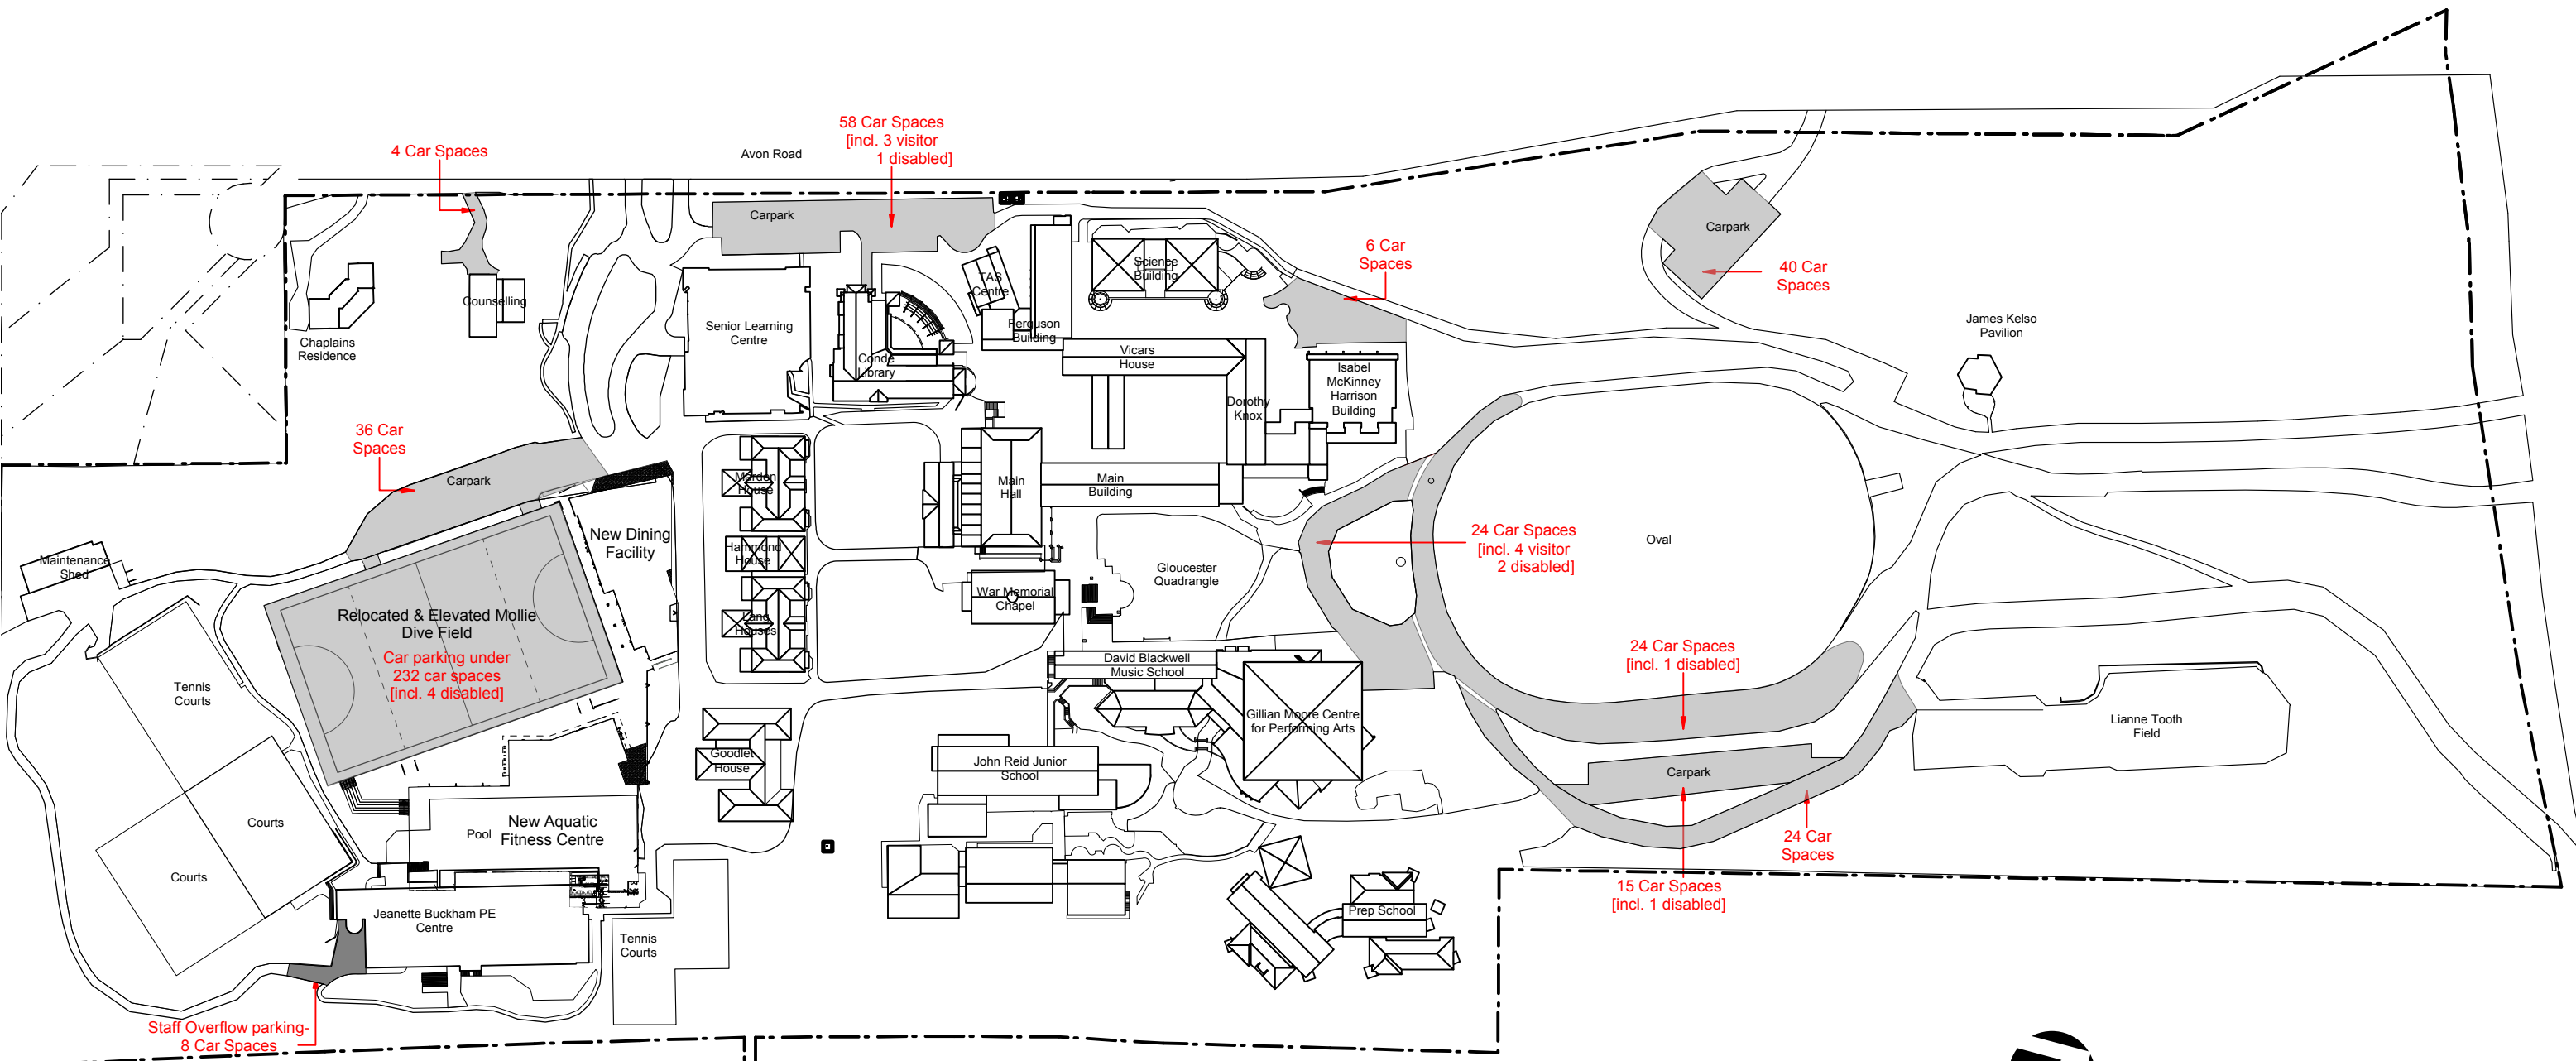 58 Car Spaces
[incl. 3 visitor
1 disabled]
4 Car Spaces
Avon Road
Carpark
Carpark
6 Car
Spaces
40 Car
Spaces
Science
Building
TAS
Centre
Counselling
Chaplains
Residence
Senior Learning
Centre
Ferguson
Building
James Kelso
Pavilion
Conde
Library
Vicars
House
Isabel
McKinney
Harrison
Building
Dorothy
Knox
36 Car
Spaces
Carpark
Marden
House
Main
Hall
Main
Building
New Dining
Facility
Hammond
House
24 Car Spaces
[incl. 4 visitor
2 disabled]
Oval
Maintenance
Shed
Gloucester
Quadrangle
War Memorial
Chapel
Relocated & Elevated Mollie
Dive Field
Car parking under
232 car spaces
[incl. 4 disabled]
Lang
Houses
David Blackwell
Music School
24 Car Spaces
[incl. 1 disabled]
Tennis
Courts
Gillian Moore Centre
for Performing Arts
Lianne Tooth
Field
Goodlet
House
John Reid Junior
School
Carpark
Courts
Pool
New Aquatic
Fitness Centre
24 Car
Spaces
Courts
15 Car Spaces
[incl. 1 disabled]
Jeanette Buckham PE
Centre
Prep School
Tennis
Courts
Staff Overflow parking-
8 Car Spaces